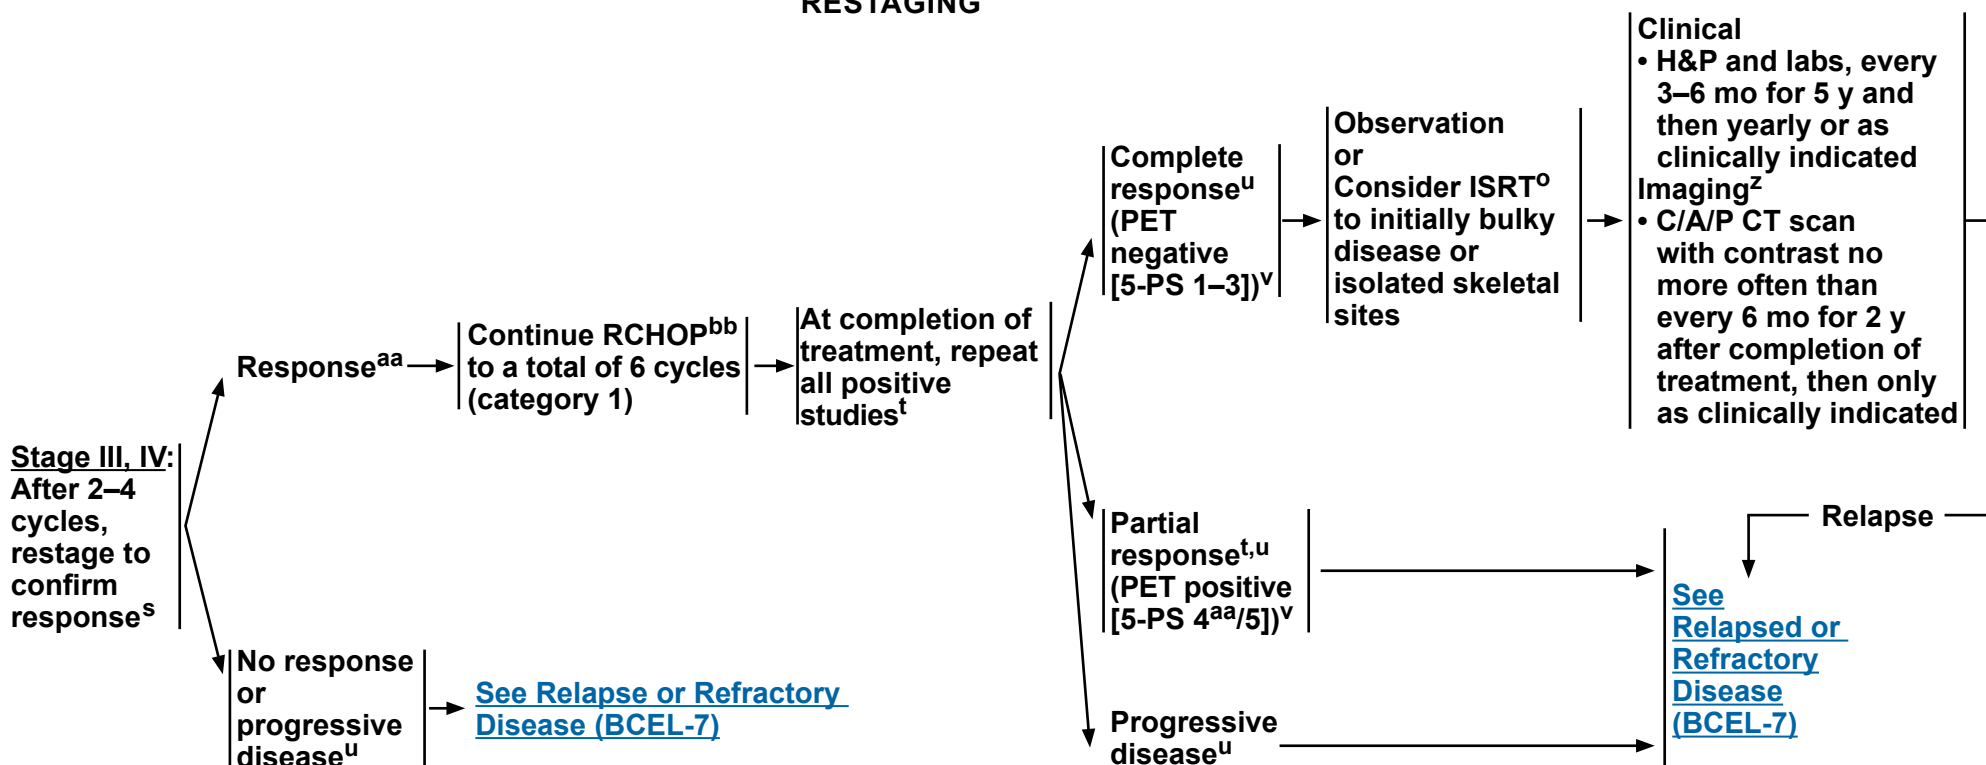 RESTAGING
Stage III, IV:
After 2–4
cycles,
restage to
confirm
responseˢ
Responseᵃᵃ
No response
or
progressive
diseaseᵘ
See Relapse or Refractory
Disease (BCEL-7)
Continue RCHOPᵇᵇ
to a total of 6 cycles
(category 1)
At completion of
treatment, repeat
all positive
studiesᵗ
Complete
responseᵘ
(PET
negative
[5-PS 1–3])ᵛ
Observation
or
Consider ISRTᵒ
to initially bulky
disease or
isolated skeletal
sites
Clinical
• H&P and labs, every
3–6 mo for 5 y and
then yearly or as
clinically indicated
Imagingᶻ
• C/A/P CT scan
with contrast no
more often than
every 6 mo for 2 y
after completion of
treatment, then only
as clinically indicated
Partial
responseᵗ,ᵘ
(PET positive
[5-PS 4ᵃᵃ/5])ᵛ
Progressive
diseaseᵘ
Relapse
See
Relapsed or
Refractory
Disease
(BCEL-7)